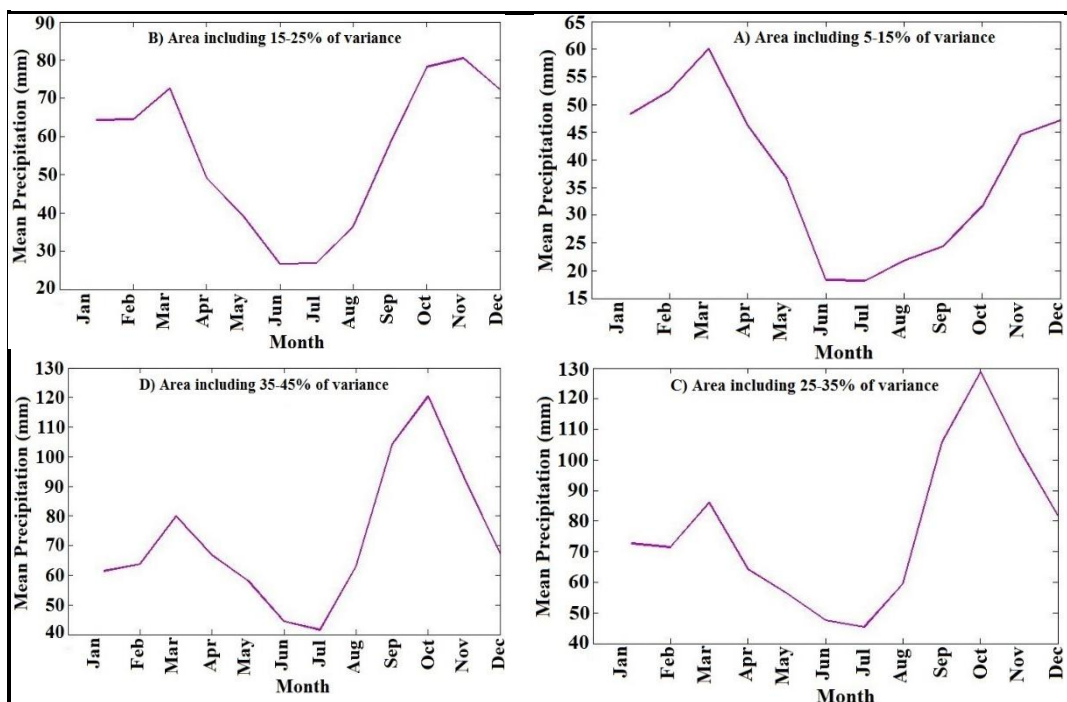 B) Area including 15-25% of variance
Mean Precipitation (mm)
90
80
70
60
50
40
30
20
Jan Feb Mar Apr May Jun Jul Aug Sep Oct Nov Dec
Month
A) Area including 5-15% of variance
Mean Precipitation (mm)
65
60
55
50
45
40
35
30
25
20
15
Jan Feb Mar Apr May Jun Jul Aug Sep Oct Nov Dec
Month
D) Area including 35-45% of variance
Mean Precipitation (mm)
130
120
110
100
90
80
70
60
50
40
Jan Feb Mar Apr May Jun Jul Aug Sep Oct Nov Dec
Month
C) Area including 25-35% of variance
Mean Precipitation (mm)
130
120
110
100
90
80
70
60
50
40
Jan Feb Mar Apr May Jun Jul Aug Sep Oct Nov Dec
Month